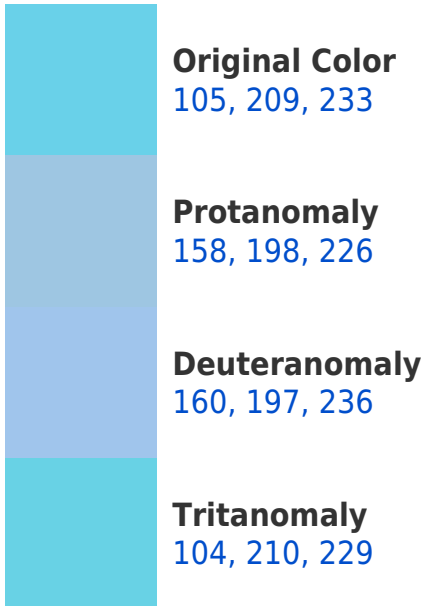 Original Color
105, 209, 233
Protanomaly
158, 198, 226
Deuteranomaly
160, 197, 236
Tritanomaly
104, 210, 229